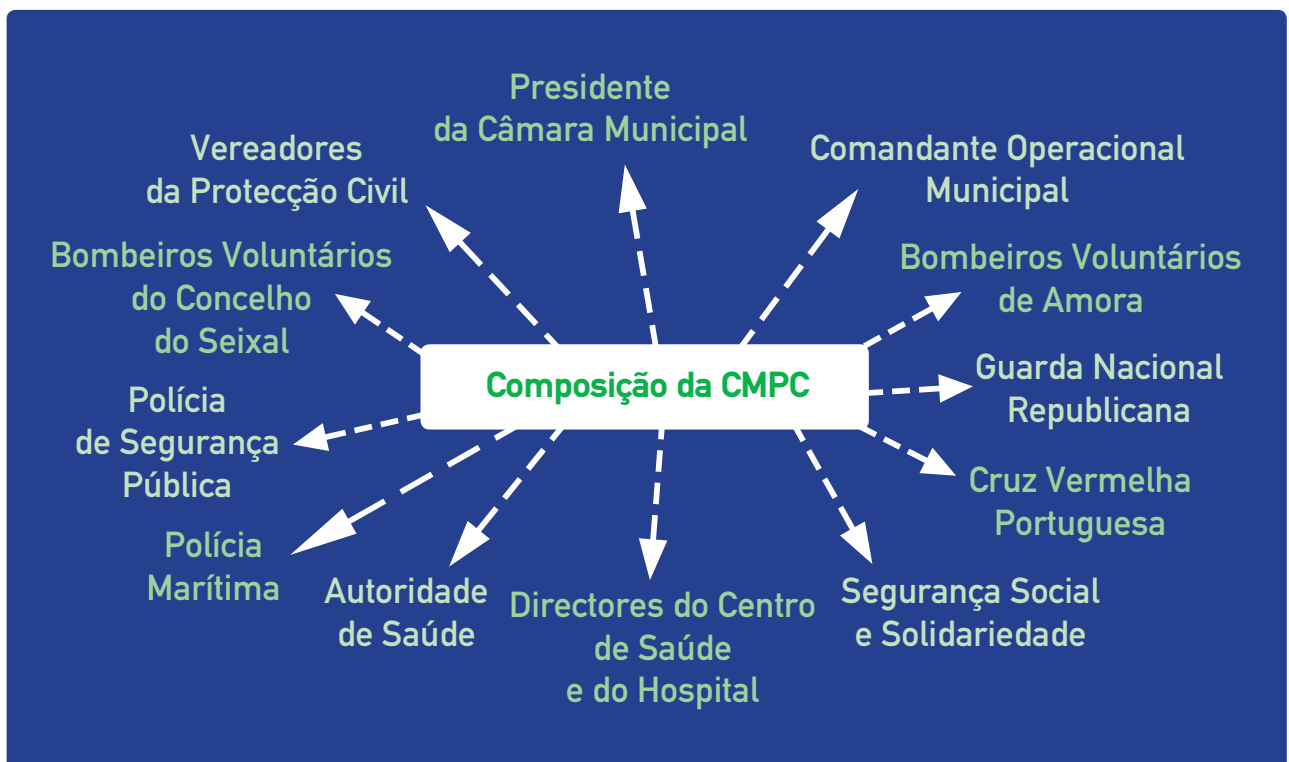 Presidente
da Câmara Municipal
Vereadores
da Protecção Civil
Comandante Operacional
Municipal
Bombeiros Voluntários
do Concelho
do Seixal
Bombeiros Voluntários
de Amora
Composição da CMPC
Guarda Nacional
Republicana
Polícia
de Segurança
Pública
Cruz Vermelha
Portuguesa
Polícia
Marítima
Autoridade
de Saúde
Directores do Centro
de Saúde
e do Hospital
Segurança Social
e Solidariedade